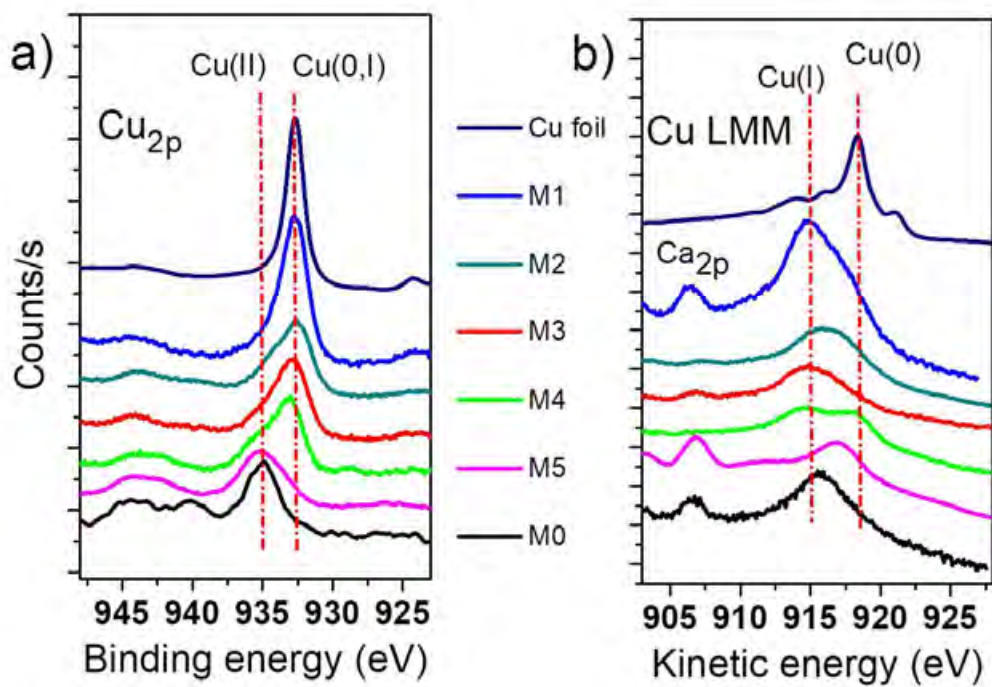 a)
Cu(II)
Cu(0,I)
Cu2p
Counts/s
945 940 935 930 925
Binding energy (eV)
Cu foil
M1
M2
M3
M4
M5
M0
b)
Cu(I)
Cu(0)
Cu LMM
Ca2p
905 910 915 920 925
Kinetic energy (eV)